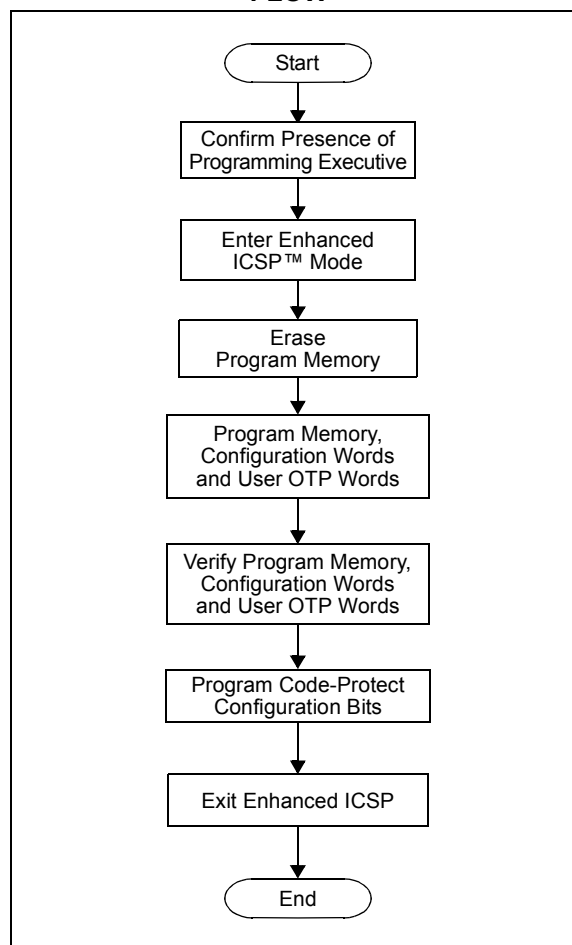 FLOW
Start
Confirm Presence of
Programming Executive
Enter Enhanced
ICSP™ Mode
Erase
Program Memory
Program Memory,
Configuration Words
and User OTP Words
Verify Program Memory,
Configuration Words
and User OTP Words
Program Code-Protect
Configuration Bits
Exit Enhanced ICSP
End